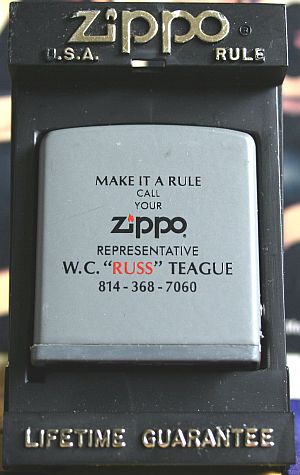 Zippo®
U.S.A. RULE
MAKE IT A RULE
CALL
YOUR
Zippo®
REPRESENTATIVE
W.C. “RUSS” TEAGUE
814-368-7060
LIFETIME GUARANTEE